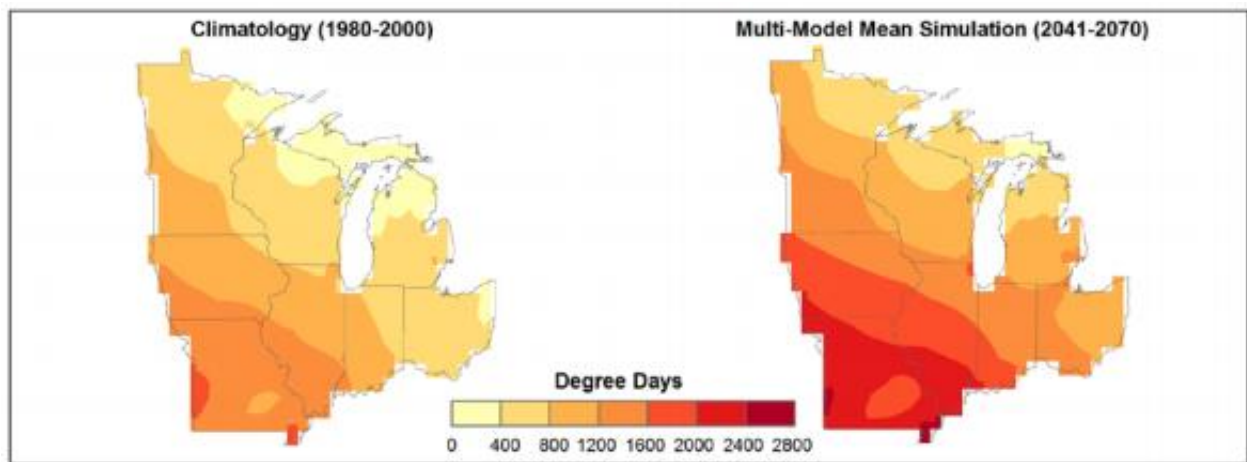 Climatology (1980-2000)
Multi-Model Mean Simulation (2041-2070)
Degree Days
0 400 800 1200 1600 2000 2400 2800